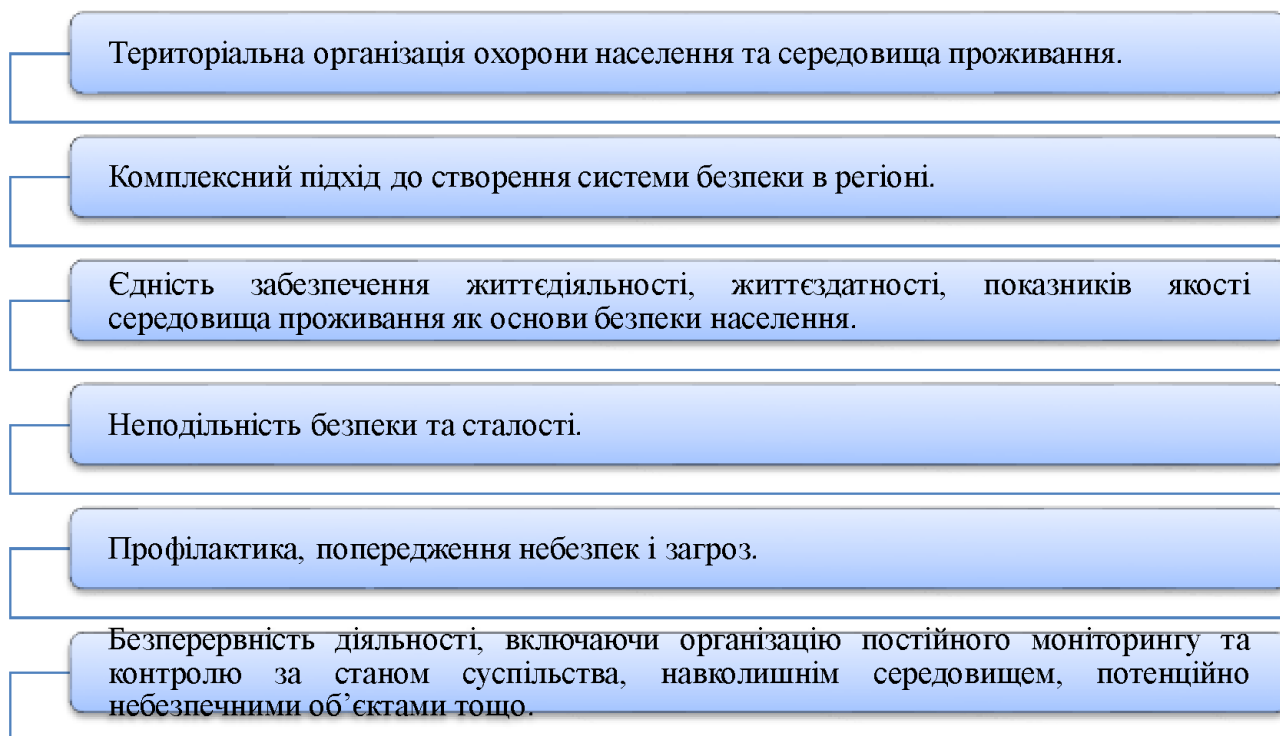 Територіальна організація охорони населення та середовища проживання.
Комплексний підхід до створення системи безпеки в регіоні.
Єдність забезпечення життєдіяльності, життєздатності, показників якості
середовища проживання як основи безпеки населення.
Неподільність безпеки та сталості.
Профілактика, попередження небезпек і загроз.
Безперервність діяльності, включаючи організацію постійного моніторингу та
контролю за станом суспільства, навколишнім середовищем, потенційно
небезпечними об’єктами тощо.